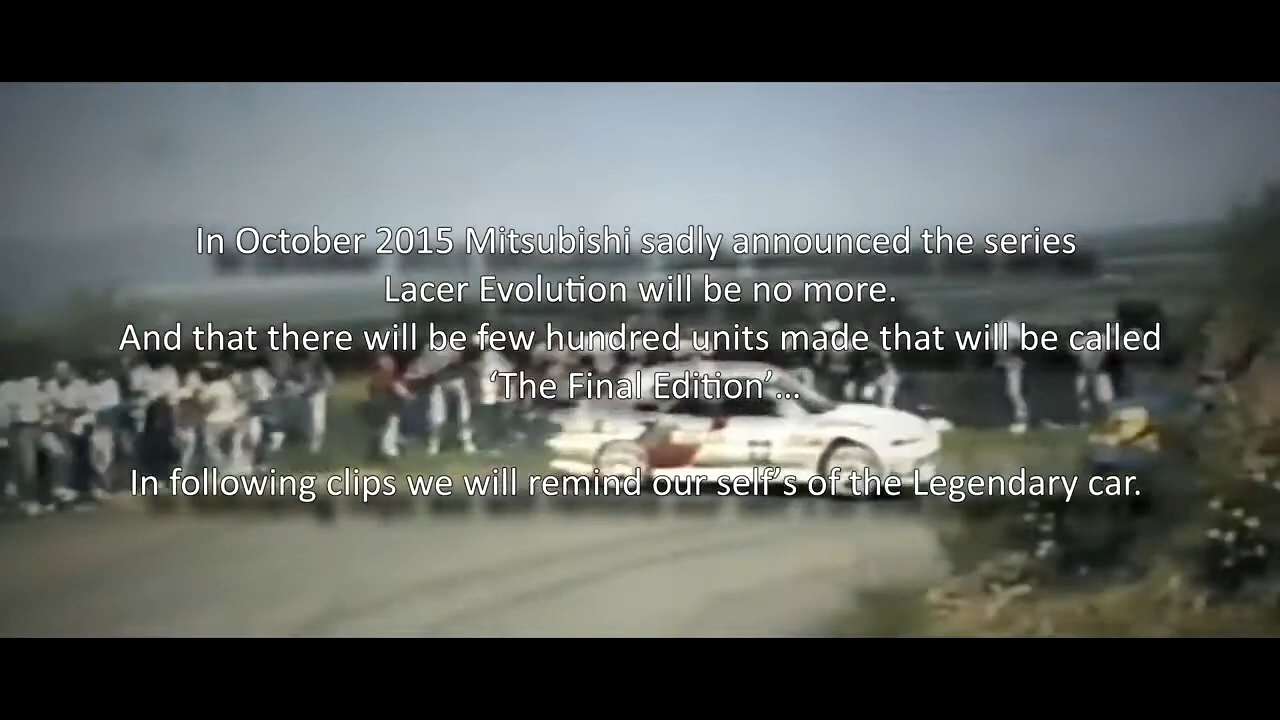 In October 2015 Mitsubishi sadly announced the series
Lacer Evolution will be no more.
And that there will be few hundred units made that will be called
‘The Final Edition’...
In following clips we will remind our self’s of the Legendary car.